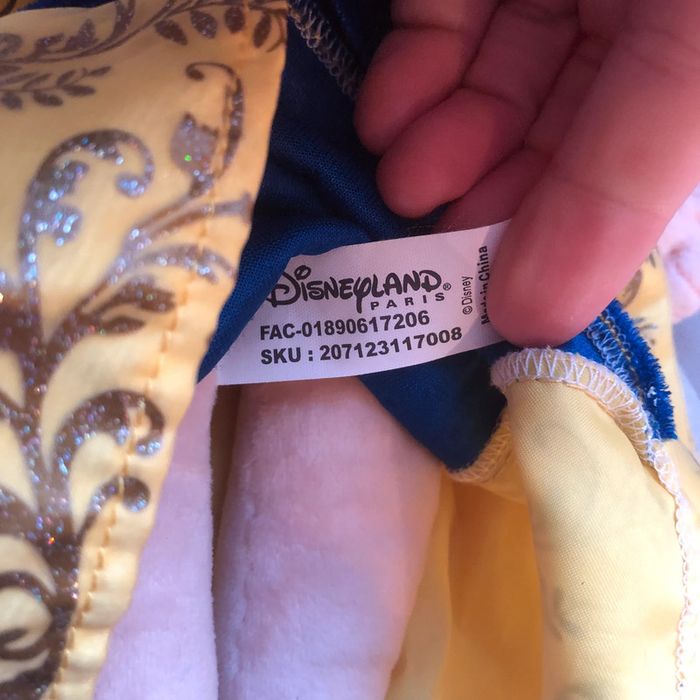 DISNEYLAND®
PARIS
FAC-01890617206
SKU : 207123117008
©Disney
Made in China